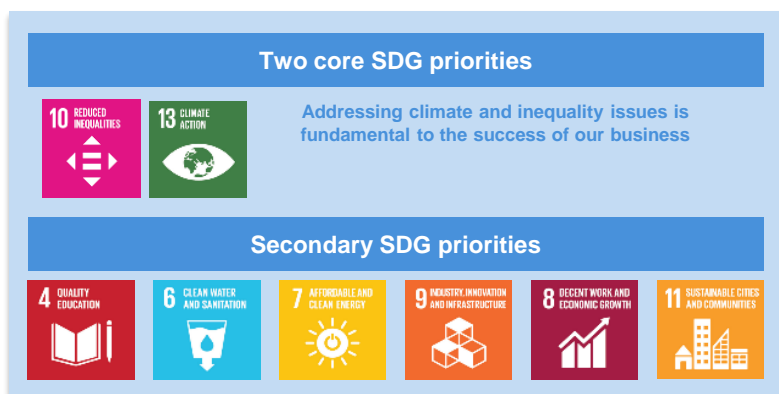 Two core SDG priorities
10 REDUCED
INEQUALITIES
13 CLIMATE
ACTION
Addressing climate and inequality issues is
fundamental to the success of our business
Secondary SDG priorities
4 QUALITY
EDUCATION
6 CLEAN WATER
AND SANITATION
7 AFFORDABLE AND
CLEAN ENERGY
9 INDUSTRY, INNOVATION
AND INFRASTRUCTURE
8 DECENT WORK AND
ECONOMIC GROWTH
11 SUSTAINABLE CITIES
AND COMMUNITIES